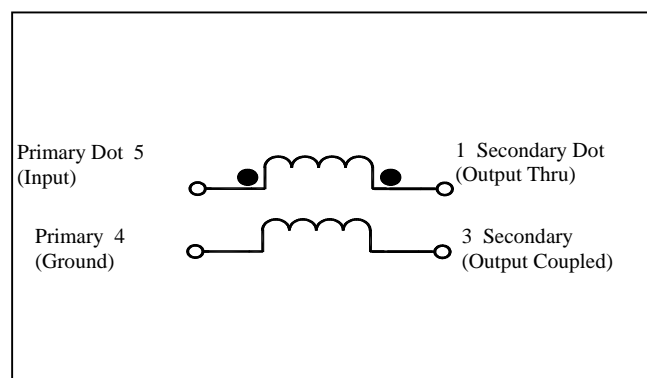 Primary Dot 5
(Input)
1 Secondary Dot
(Output Thru)
Primary 4
(Ground)
3 Secondary
(Output Coupled)